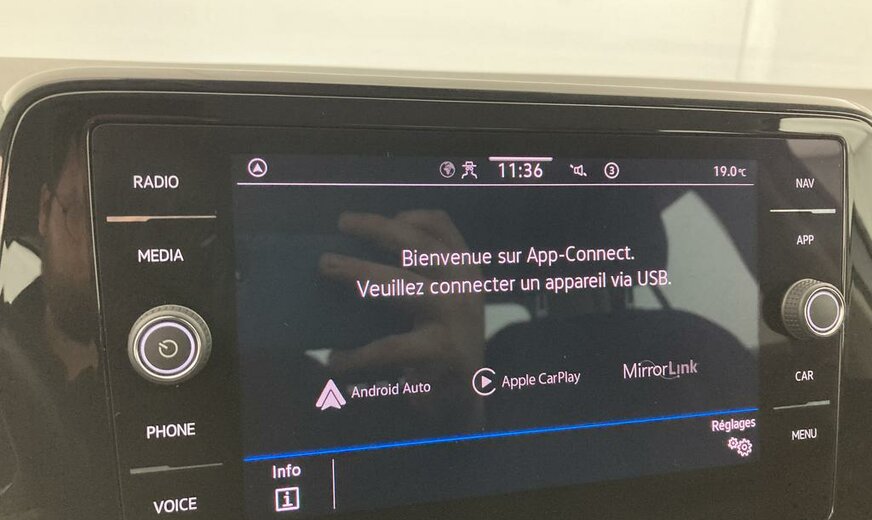 RADIO
MEDIA
PHONE
VOICE
11:36
3
19.0°C
Bienvenue sur App-Connect.
Veuillez connecter un appareil via USB.
Android Auto
Apple CarPlay
MirrorLink
Réglages
Info
i
NAV
APP
CAR
MENU